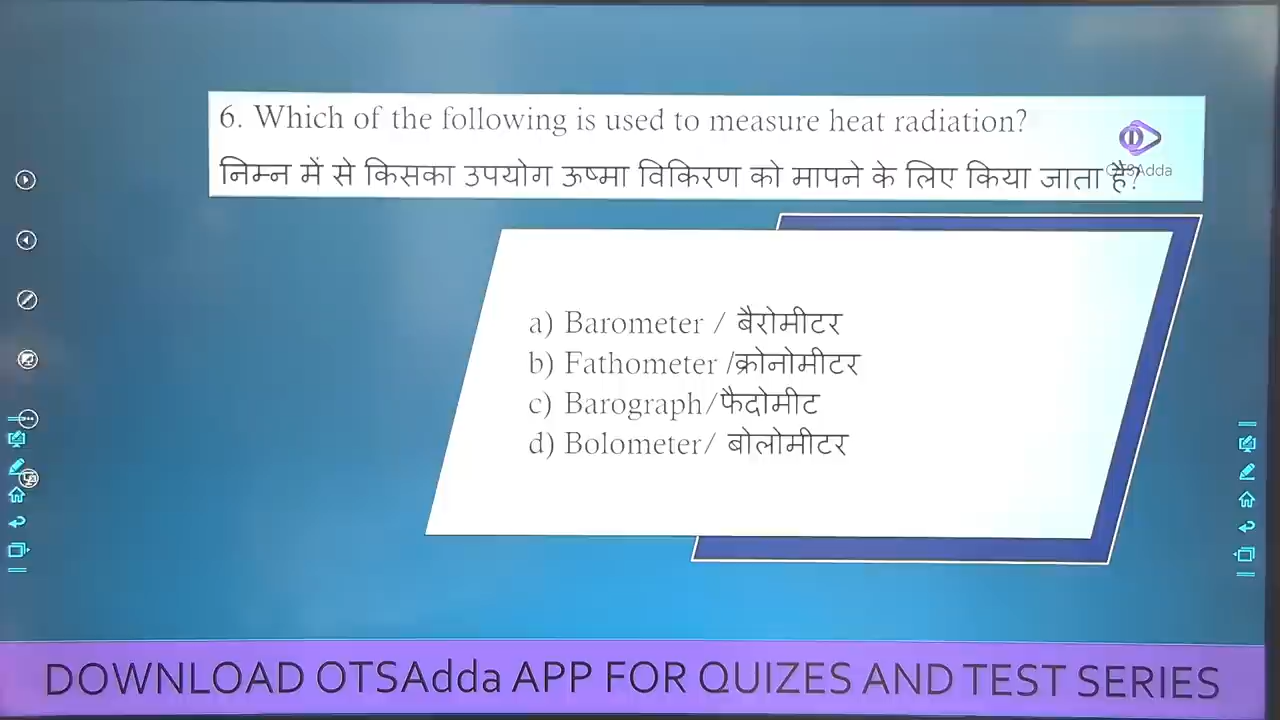 6. Which of the following is used to measure heat radiation?
निम्न में से किसका उपयोग ऊष्मा विकिरण को मापने के लिए किया जाता है?
OTSAdda
a) Barometer / बैरोमीटर
b) Fathometer /क्रोनोमीटर
c) Barograph/फैदोमीट
d) Bolometer/ बोलोमीटर
DOWNLOAD OTSAdda APP FOR QUIZES AND TEST SERIES